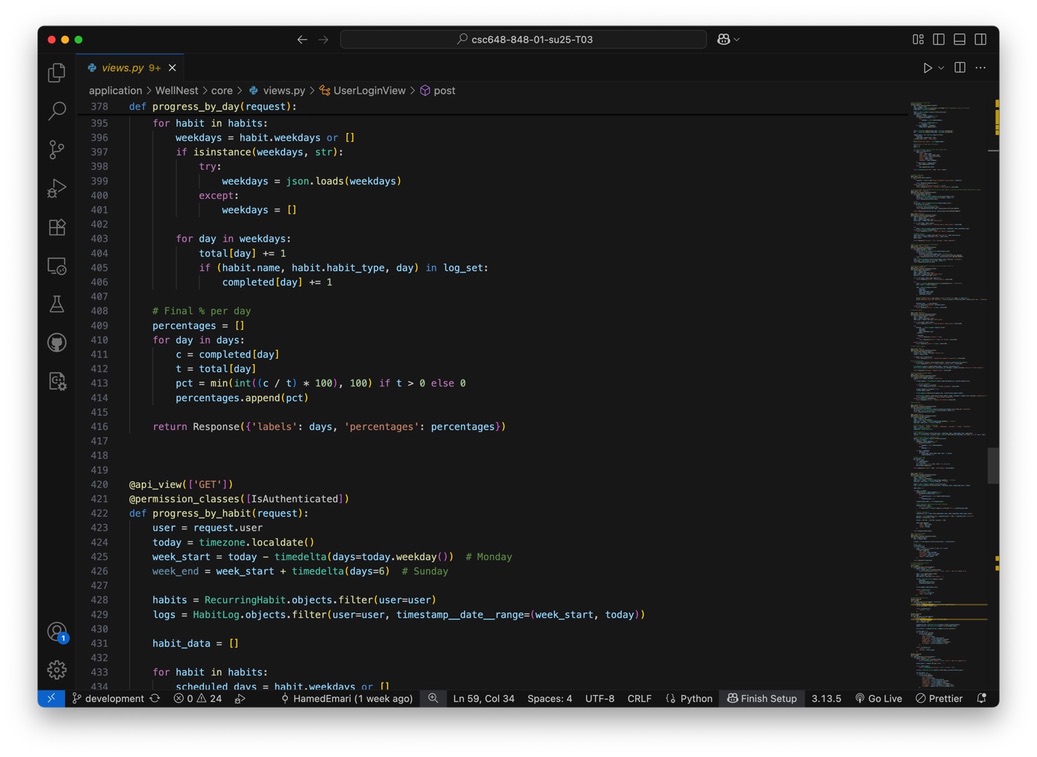 csc648-848-01-su25-T03
views.py 9+
application > WellNest > core > views.py > UserLoginView > post
378 def progress_by_day(request):
395 for habit in habits:
396 weekdays = habit.weekdays or []
397 if isinstance(weekdays, str):
398 try:
399 weekdays = json.loads(weekdays)
400 except:
401 weekdays = []
402
403 for day in weekdays:
404 total[day] += 1
405 if (habit.name, habit.habit_type, day) in log_set:
406 completed[day] += 1
407
408 # Final % per day
409 percentages = []
410 for day in days:
411 c = completed[day]
412 t = total[day]
413 pct = min(int((c / t) * 100), 100) if t > 0 else 0
414 percentages.append(pct)
415
416 return Response({'labels': days, 'percentages': percentages})
417
418
419
420 @api_view(['GET'])
421 @permission_classes([IsAuthenticated])
422 def progress_by_habit(request):
423 user = request.user
424 today = timezone.localdate()
425 week_start = today - timedelta(days=today.weekday()) # Monday
426 week_end = week_start + timedelta(days=6) # Sunday
427
428 habits = RecurringHabit.objects.filter(user=user)
429 logs = HabitLog.objects.filter(user=user, timestamp__date__range=(week_start, today))
430
431 habit_data = []
432
433 for habit in habits:
434 scheduled_days = habit.weekdays or []
1
development 0 24 HamedEmari (1 week ago) Ln 59, Col 34 Spaces: 4 UTF-8 CRLF Python Finish Setup 3.13.5 Go Live Prettier